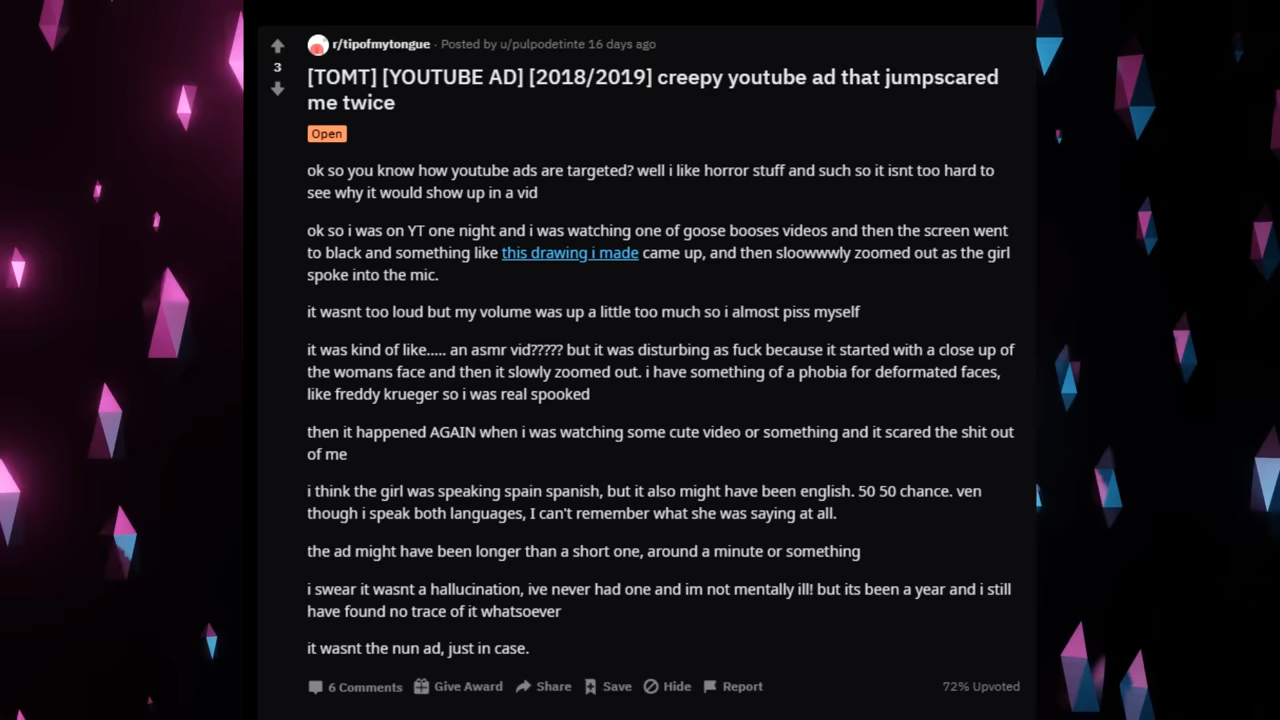 r/tipofmytongue · Posted by u/pulpodetinte 16 days ago
3
[TOMT] [YOUTUBE AD] [2018/2019] creepy youtube ad that jumpscared
me twice
Open
ok so you know how youtube ads are targeted? well i like horror stuff and such so it isnt too hard to
see why it would show up in a vid
ok so i was on YT one night and i was watching one of goose booses videos and then the screen went
to black and something like this drawing i made came up, and then sloowwwly zoomed out as the girl
spoke into the mic.
it wasnt too loud but my volume was up a little too much so i almost piss myself
it was kind of like..... an asmr vid????? but it was disturbing as fuck because it started with a close up of
the womans face and then it slowly zoomed out. i have something of a phobia for deformated faces,
like freddy krueger so i was real spooked
then it happened AGAIN when i was watching some cute video or something and it scared the shit out
of me
i think the girl was speaking spain spanish, but it also might have been english. 50 50 chance. ven
though i speak both languages, I can't remember what she was saying at all.
the ad might have been longer than a short one, around a minute or something
i swear it wasnt a hallucination, ive never had one and im not mentally ill! but its been a year and i still
have found no trace of it whatsoever
it wasnt the nun ad, just in case.
6 Comments Give Award Share Save Hide Report 72% Upvoted